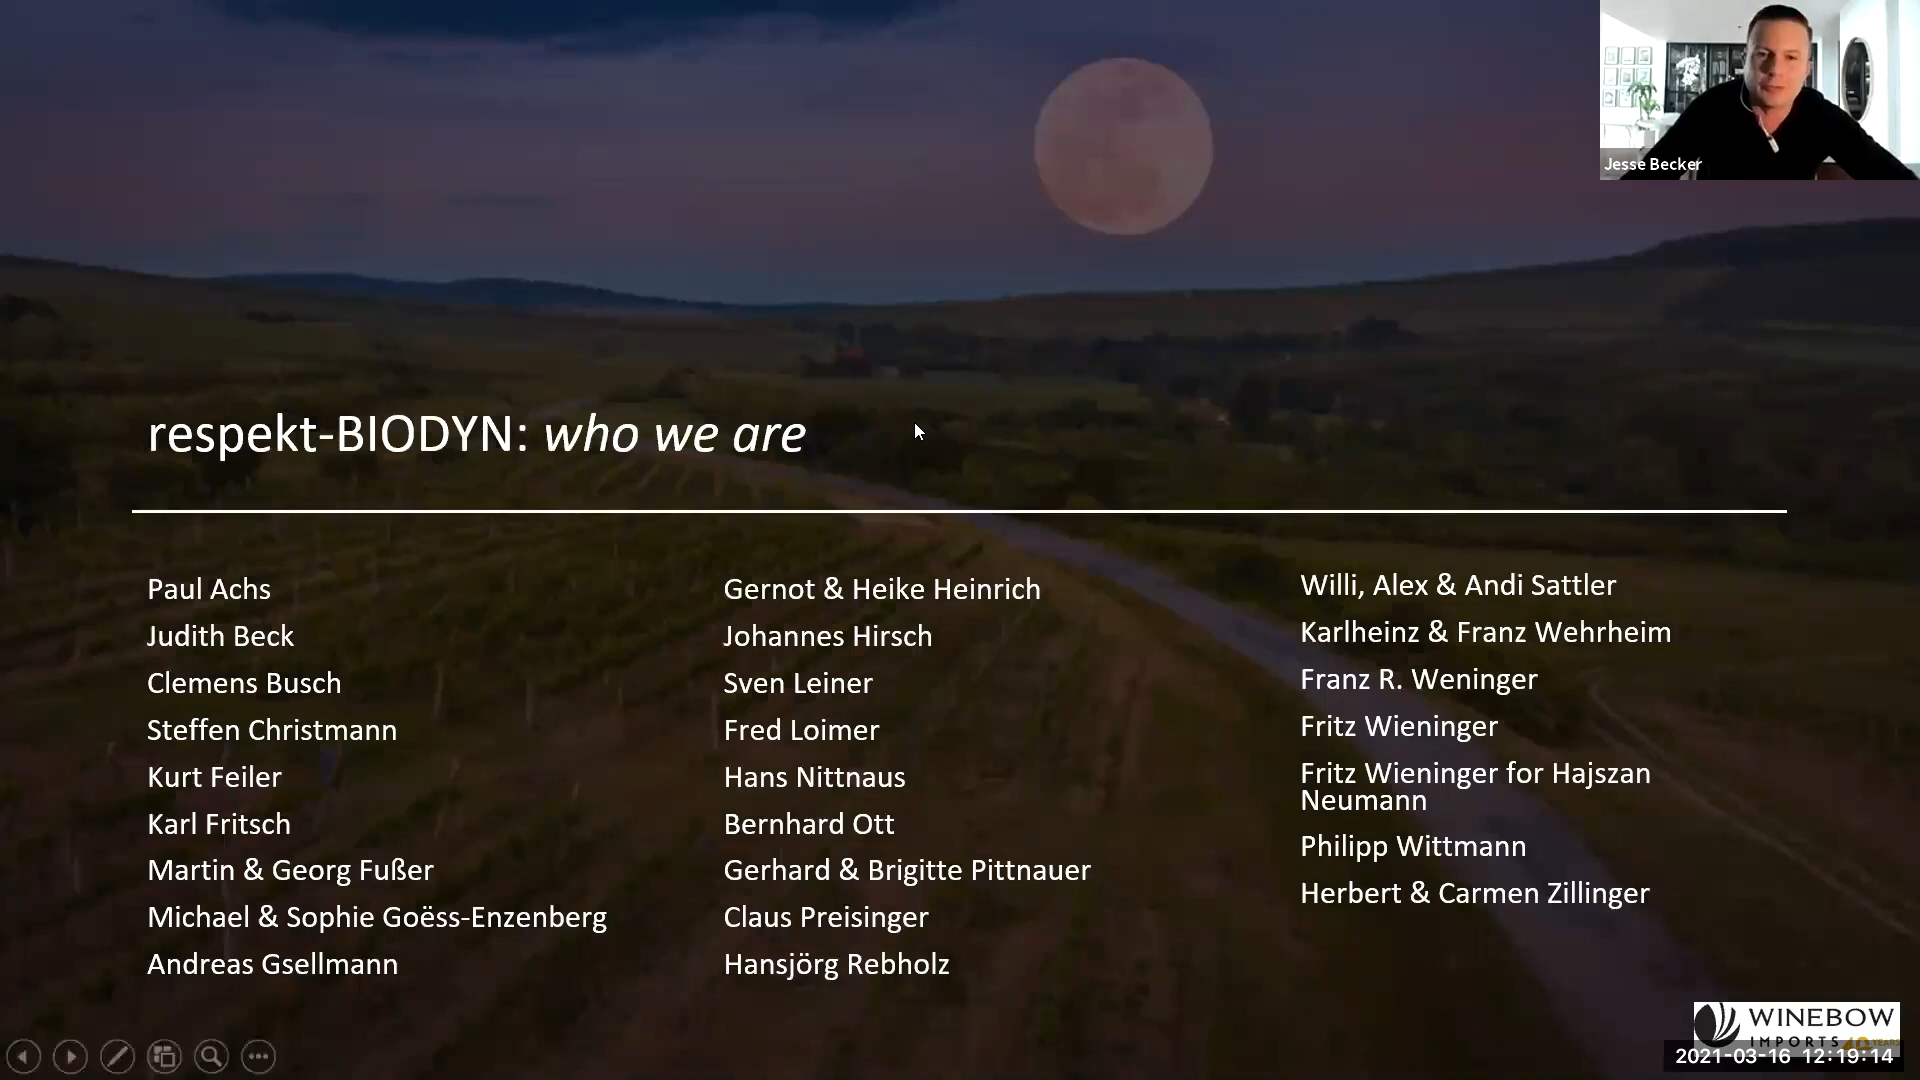 Jesse Becker
respekt-BIODYN: who we are
Paul Achs
Judith Beck
Clemens Busch
Steffen Christmann
Kurt Feiler
Karl Fritsch
Martin & Georg Fußer
Michael & Sophie Goëss-Enzenberg
Andreas Gsellmann
Gernot & Heike Heinrich
Johannes Hirsch
Sven Leiner
Fred Loimer
Hans Nittnaus
Bernhard Ott
Gerhard & Brigitte Pittnauer
Claus Preisinger
Hansjörg Rebholz
Willi, Alex & Andi Sattler
Karlheinz & Franz Wehrheim
Franz R. Weninger
Fritz Wieninger
Fritz Wieninger for Hajszan
Neumann
Philipp Wittmann
Herbert & Carmen Zillinger
WINEBOW
IMPORTS 40 YEARS
2021-03-16 12:19:14